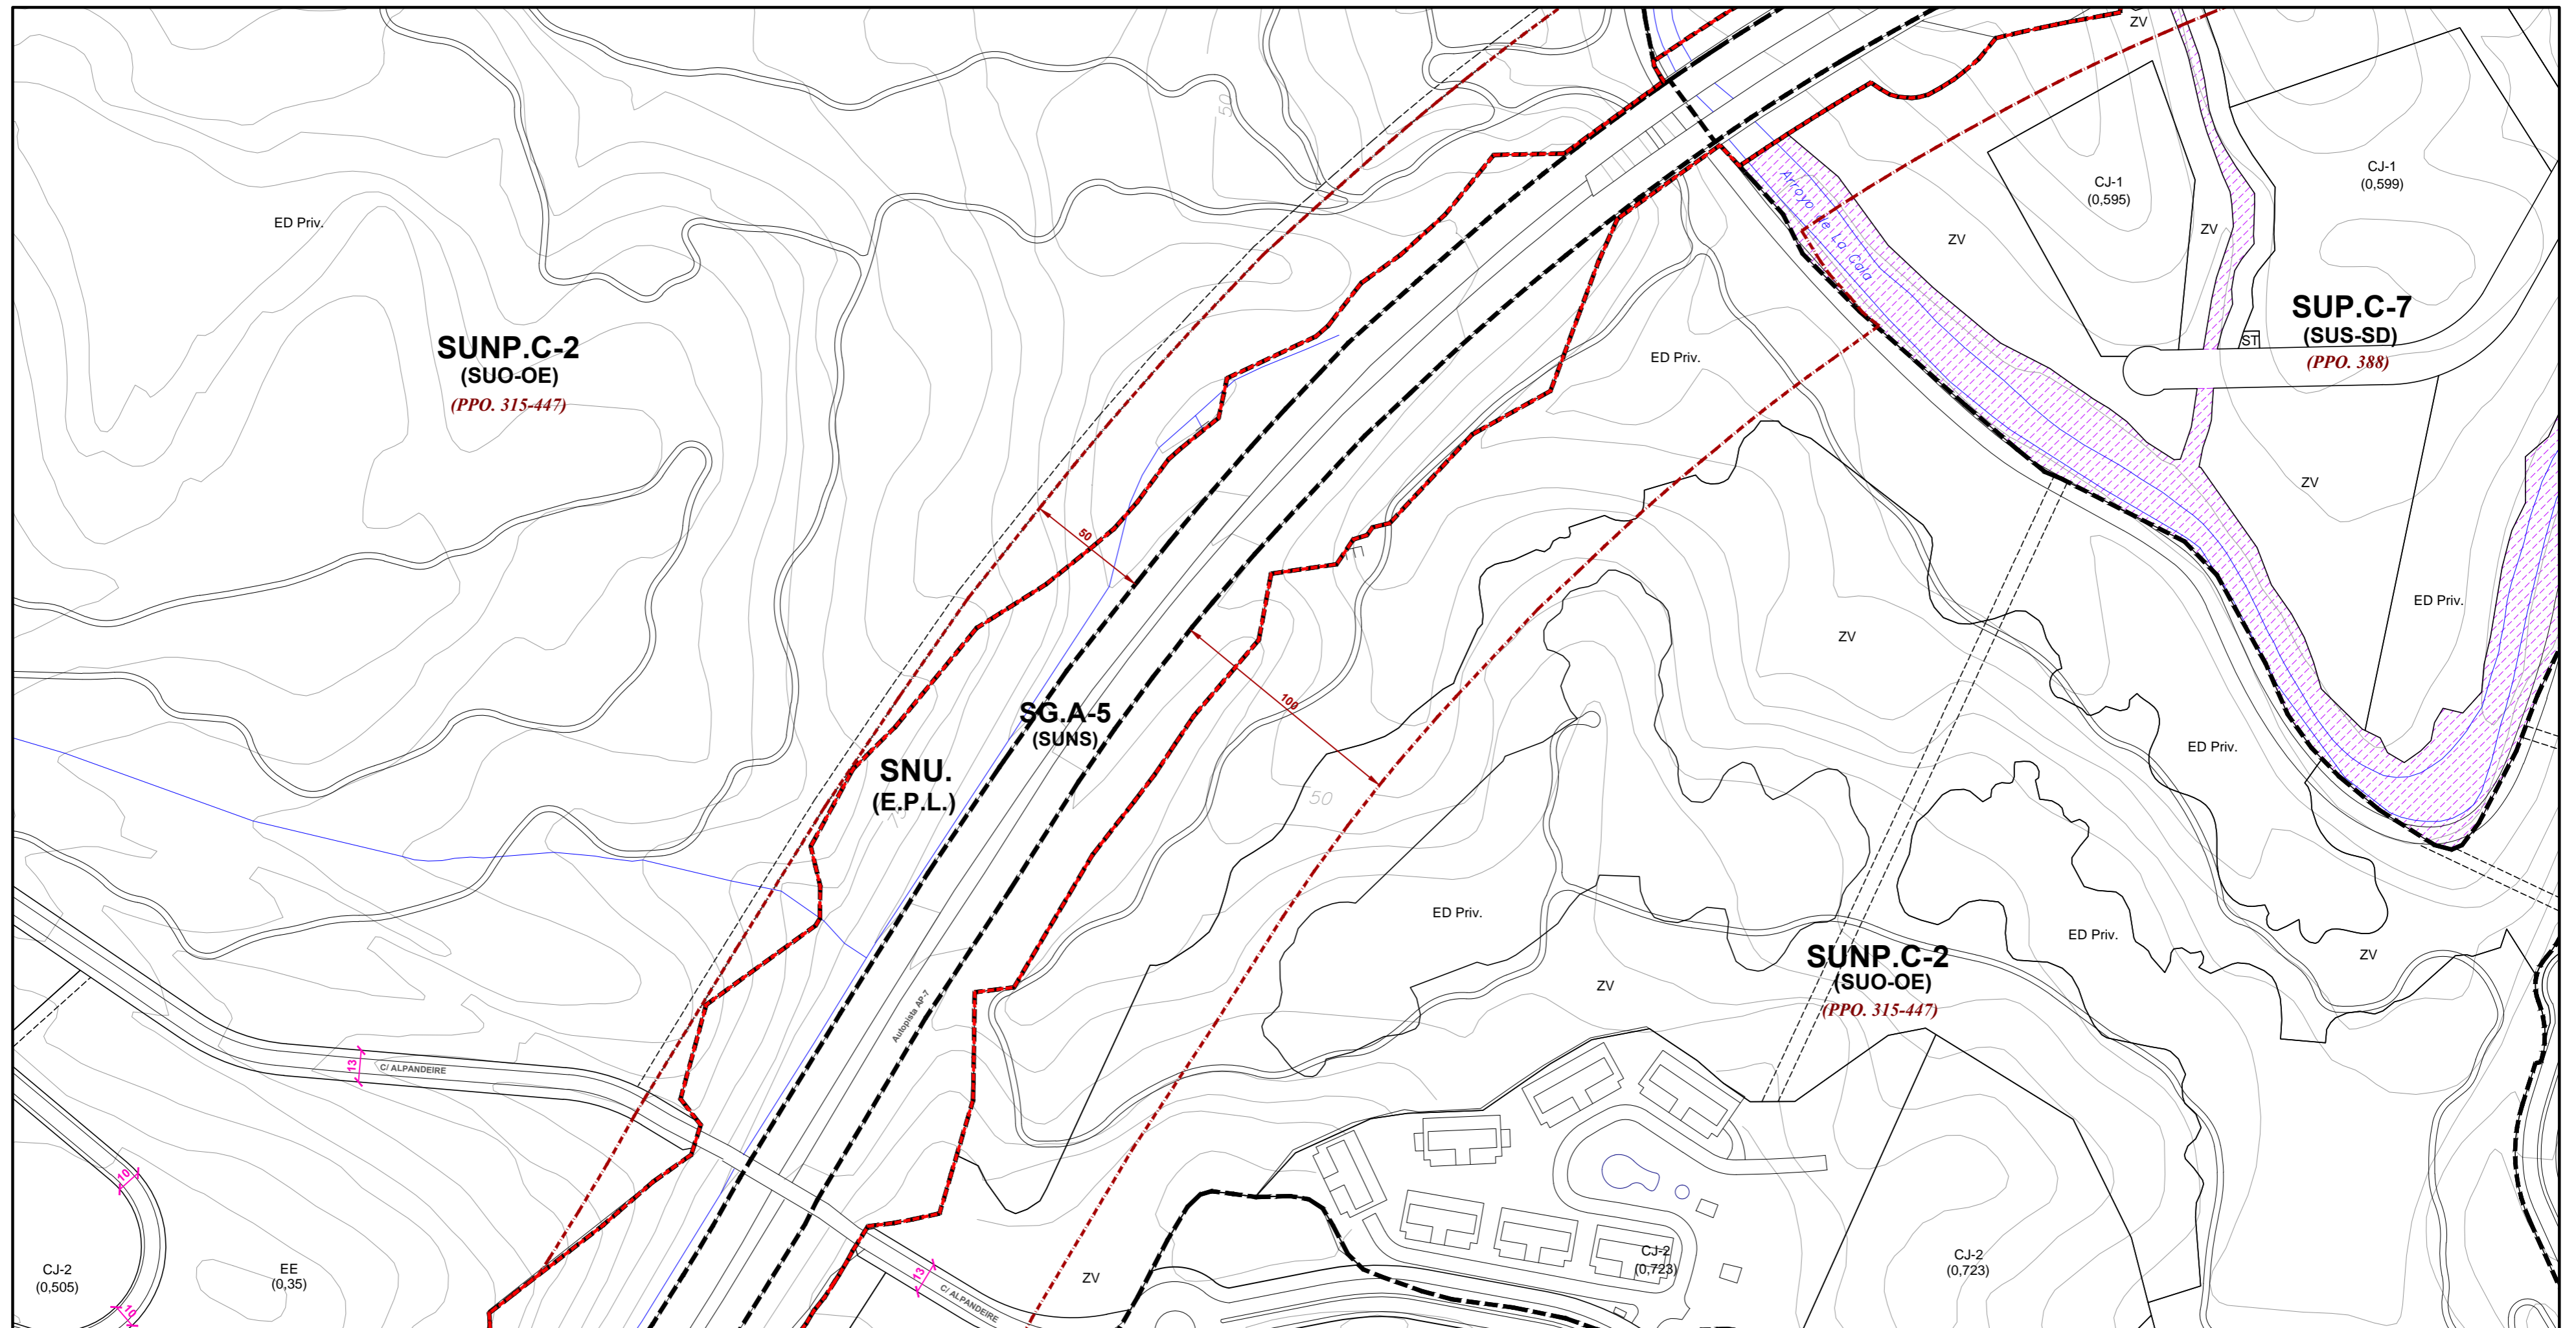 ZV
50
CJ-1
(0,599)
CJ-1
(0,595)
ED Priv.
ZV
ZV
Arroyo de La Cala
SUP.C-7
(SUS-SD)
(PPO. 388)
ST
SUNP.C-2
(SUO-OE)
(PPO. 315-447)
ED Priv.
ZV
50
ED Priv.
ZV
100
SG.A-5
(SUNS)
ED Priv.
SNU.
(E.P.L.)
50
75
ED Priv.
ED Priv.
SUNP.C-2
(SUO-OE)
(PPO. 315-447)
ZV
ZV
Autopista AP-7
13
C/ ALPANDEIRE
10
CJ-2
(0,505)
EE
(0,35)
10
13
C/ ALPANDEIRE
ZV
CJ-2
(0,723)
CJ-2
(0,723)